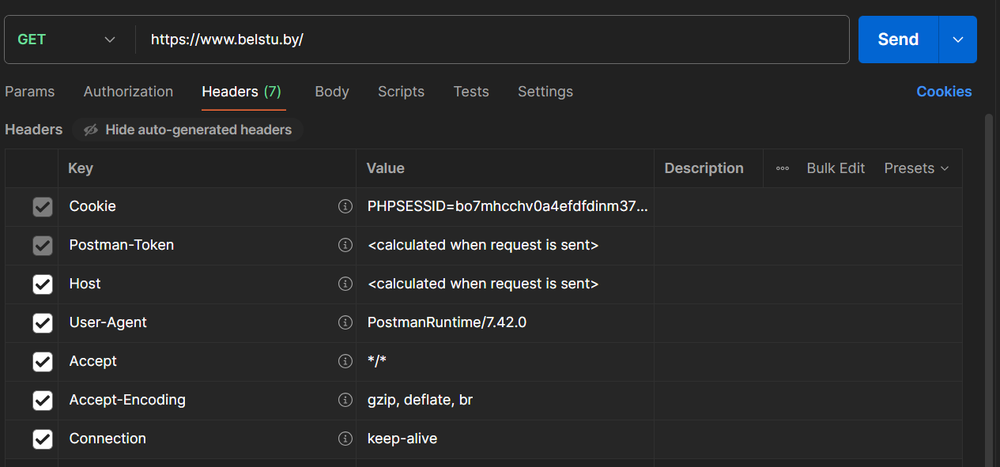 GET https://www.belstu.by/ Send
Params Authorization Headers (7) Body Scripts Tests Settings Cookies
Headers Hide auto-generated headers
Key Value Description Bulk Edit Presets
Cookie PHPSESSID=bo7mhcchv0a4efdfdinm37...
Postman-Token <calculated when request is sent>
Host <calculated when request is sent>
User-Agent PostmanRuntime/7.42.0
Accept */*
Accept-Encoding gzip, deflate, br
Connection keep-alive